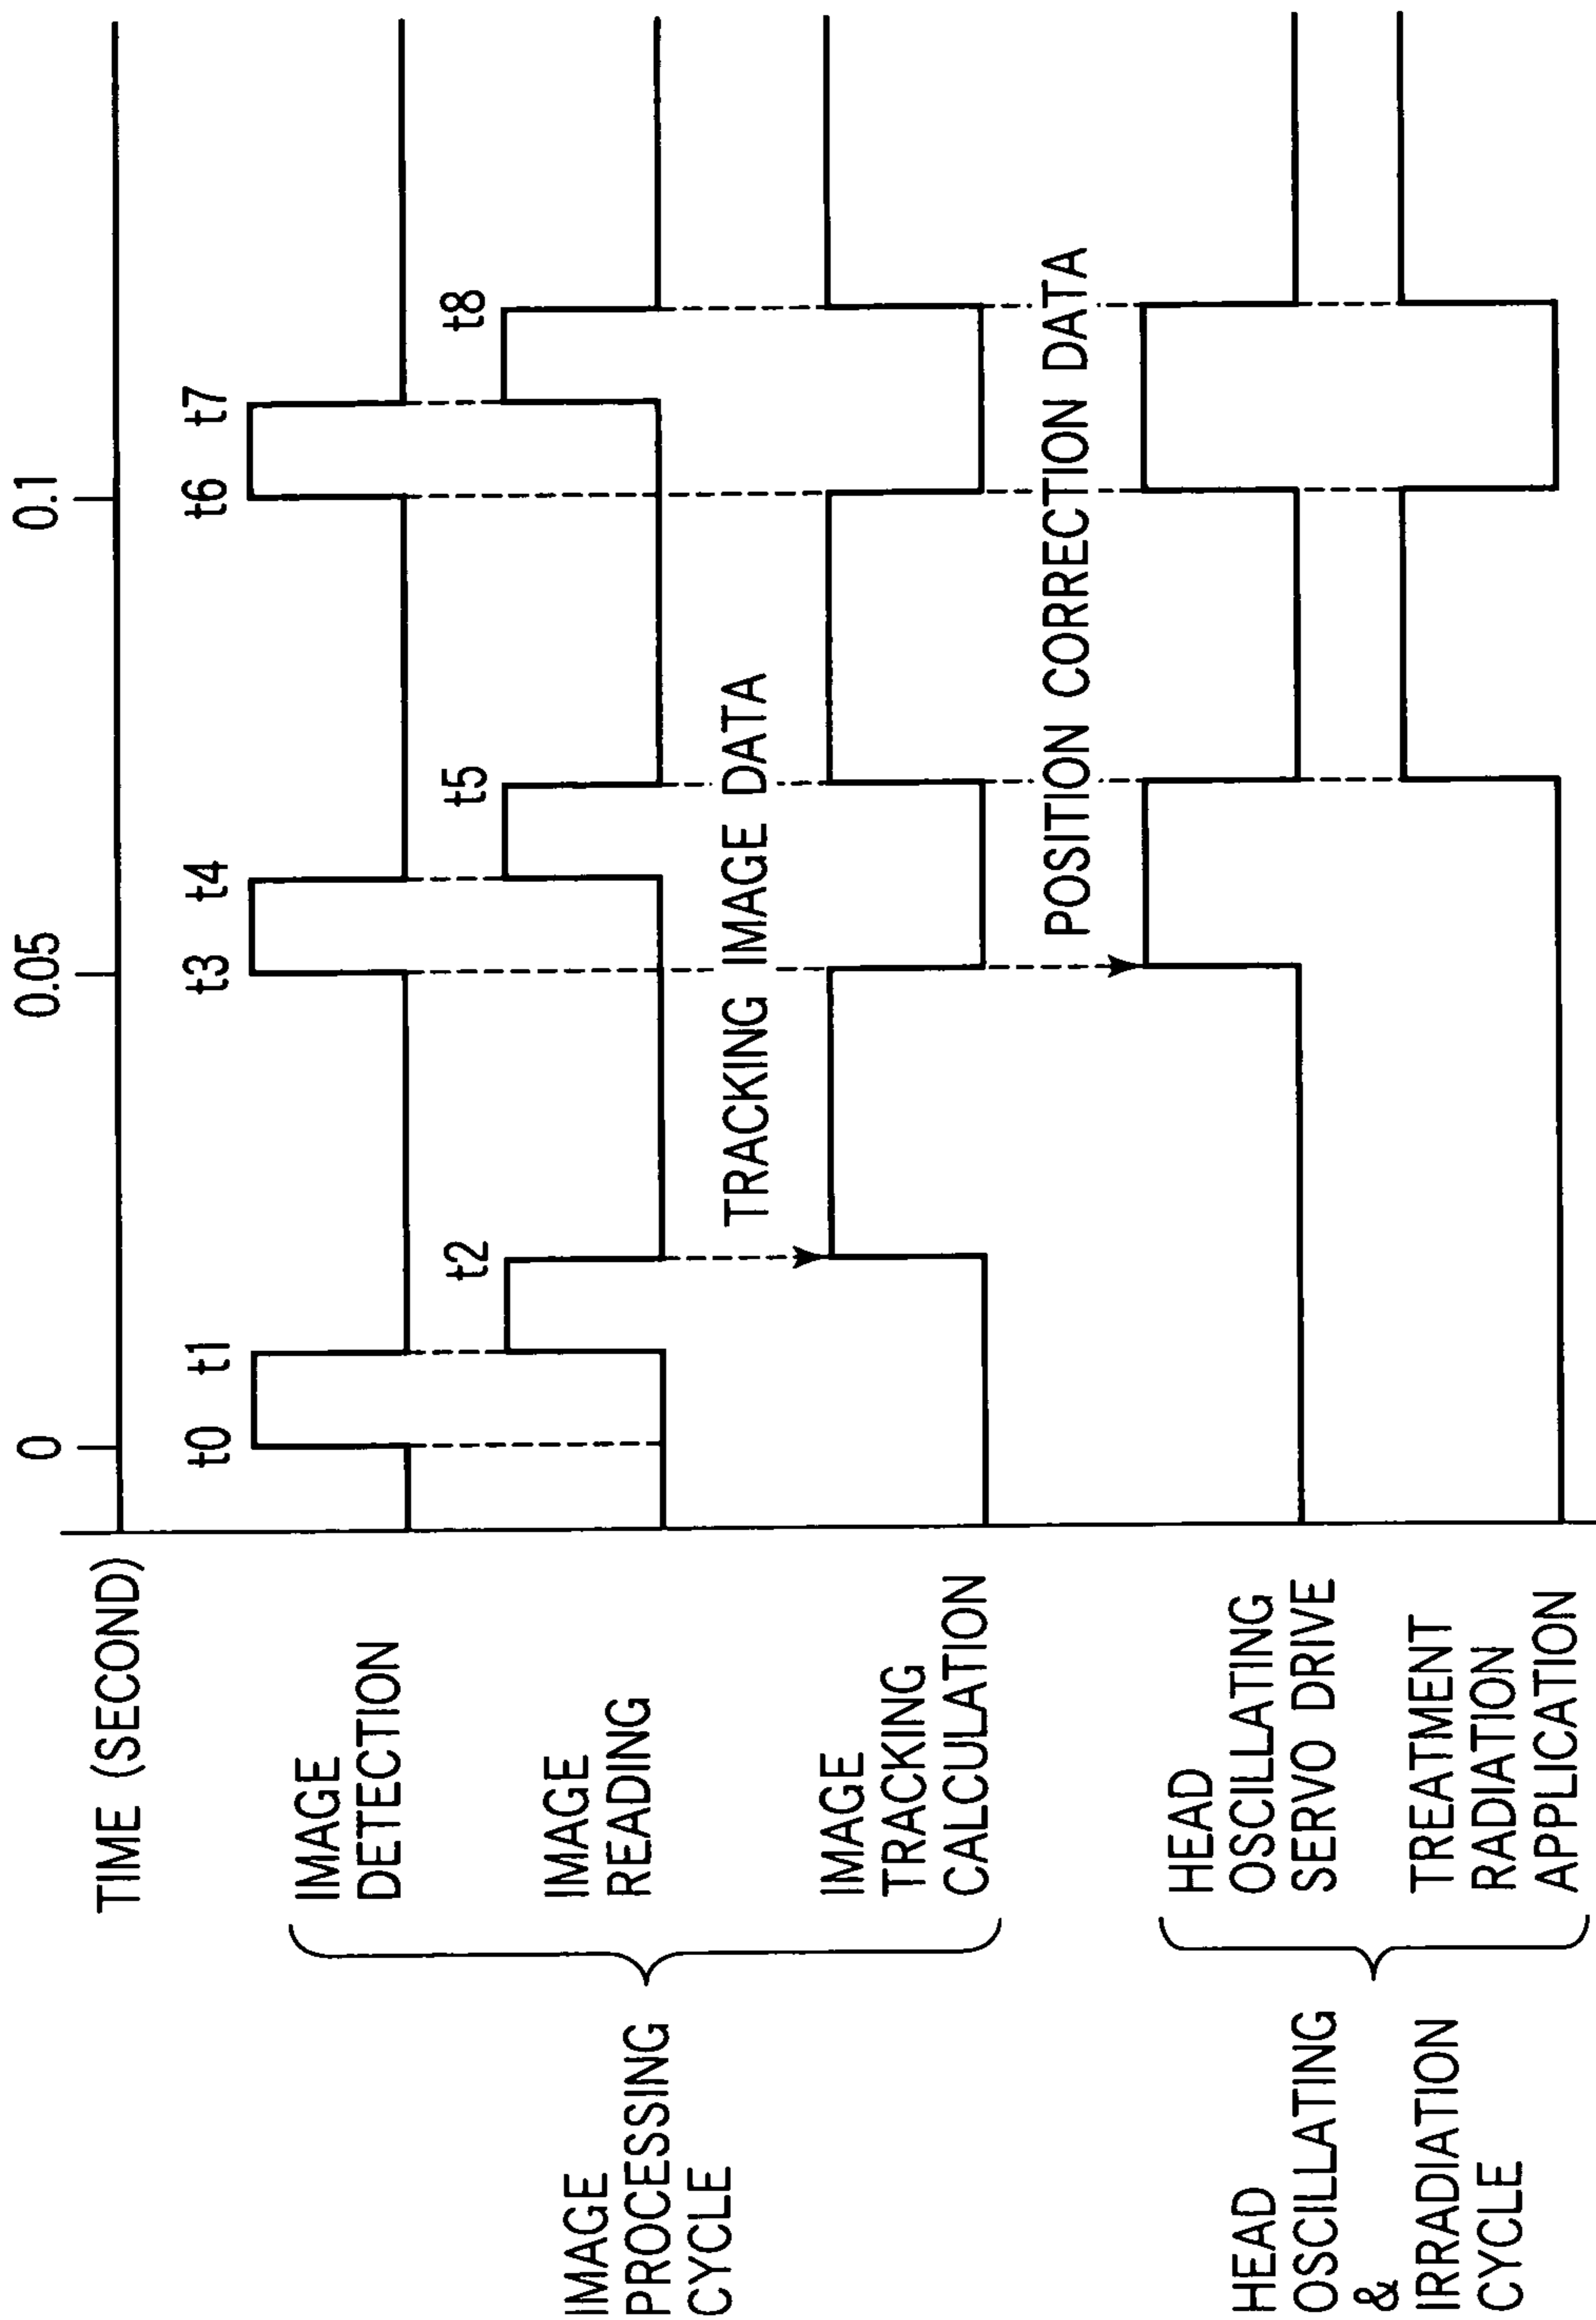 TIME (SECOND)
0
0.05
0.1
t0
t1
t3
t4
t6
t7
IMAGE
DETECTION
t2
t5
t8
IMAGE
READING
TRACKING IMAGE DATA
IMAGE
TRACKING
CALCULATION
IMAGE
PROCESSING
CYCLE
POSITION CORRECTION DATA
HEAD
OSCILLATING
SERVO DRIVE
TREATMENT
RADIATION
APPLICATION
HEAD
OSCILLATING
&
IRRADIATION
CYCLE